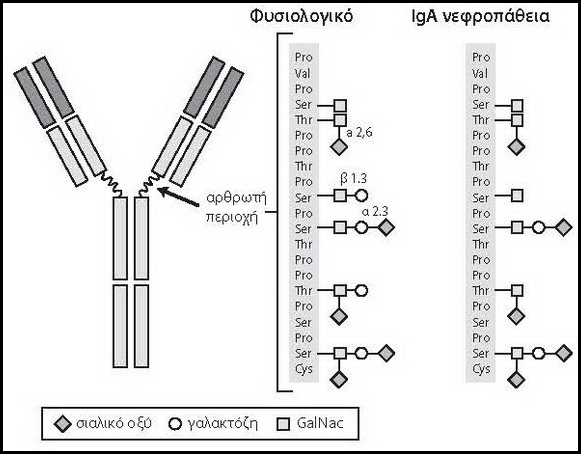 Φυσιολογικό
IgA νεφροπάθεια
Pro
Val
Pro
Ser
Thr
Pro
Pro
Thr
Pro
Ser
Pro
Ser
Thr
Pro
Pro
Thr
Pro
Ser
Pro
Ser
Cys
a 2,6
β 1.3
α 2.3
αρθρωτή
περιοχή
Pro
Val
Pro
Ser
Thr
Pro
Pro
Thr
Pro
Ser
Pro
Ser
Thr
Pro
Pro
Thr
Pro
Ser
Pro
Ser
Cys
σιαλικό οξύ γαλακτόζη GalNac